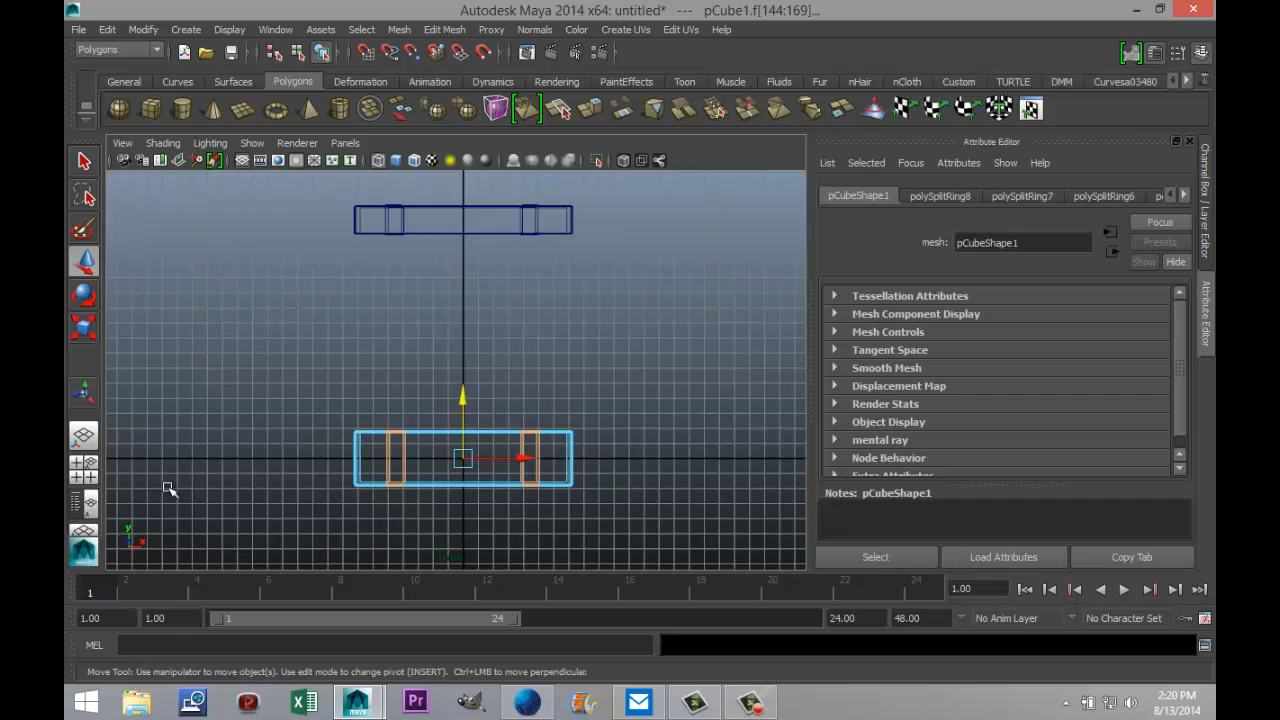 Autodesk Maya 2014 x64: untitled* --- pCube1.f[144:169]...
File Edit Modify Create Display Window Assets Select Mesh Edit Mesh Proxy Normals Color Create UVs Edit UVs Help
Polygons
General Curves Surfaces Polygons Deformation Animation Dynamics Rendering PaintEffects Toon Muscle Fluids Fur nHair nCloth Custom TURTLE DMM Curvesa03480
View Shading Lighting Show Renderer Panels
Attribute Editor
List Selected Focus Attributes Show Help
pCubeShape1 polySplitRing8 polySplitRing7 polySplitRing6
Focus
mesh: pCubeShape1
Presets
Show Hide
Tessellation Attributes
Mesh Component Display
Mesh Controls
Tangent Space
Smooth Mesh
Displacement Map
Render Stats
Object Display
mental ray
Node Behavior
Extra Attributes
Notes: pCubeShape1
Select Load Attributes Copy Tab
Channel Box / Layer Editor
Attribute Editor
y
x
2 4 6 8 10 12 14 16 18 20 22 24
1
1.00
1.00 1.00 1 24 24.00 48.00 No Anim Layer No Character Set
MEL
Move Tool: Use manipulator to move object(s). Use edit mode to change pivot (INSERT). Ctrl+LMB to move perpendicular.
2:20 PM
8/13/2014